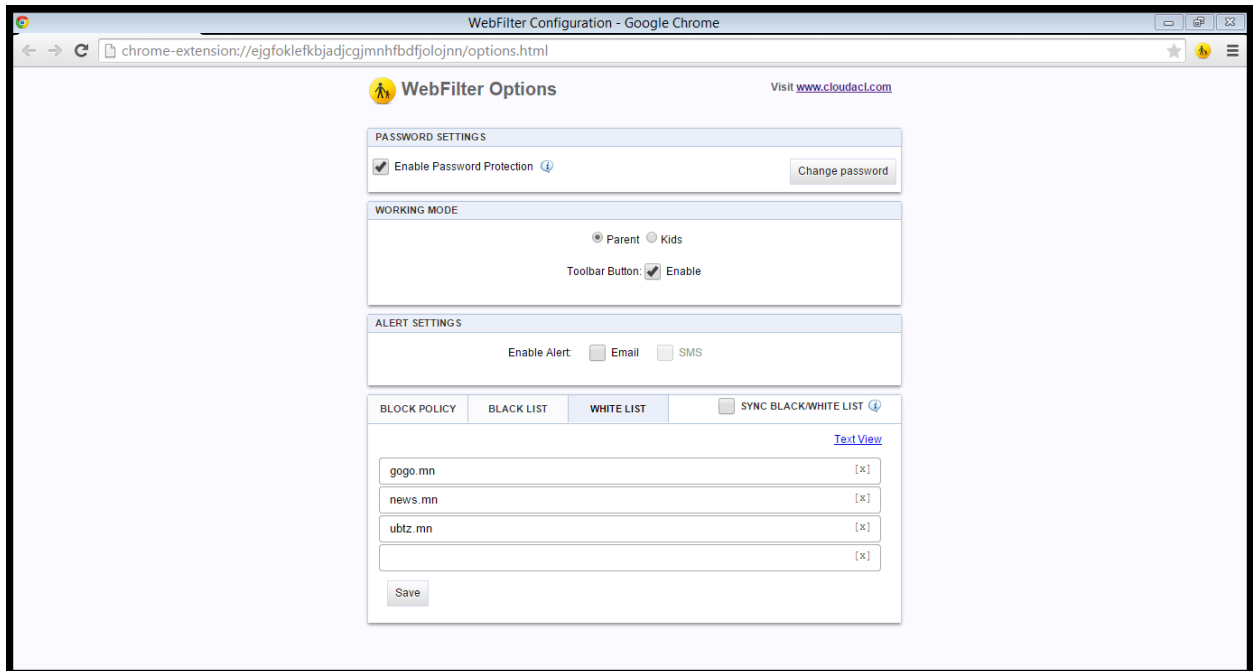 WebFilter Configuration - Google Chrome
chrome-extension://ejgfoklefkbjadjcgjmnhfbdfjolojnn/options.html
WebFilter Options
Visit www.cloudacl.com
PASSWORD SETTINGS
Enable Password Protection
Change password
WORKING MODE
Parent Kids
Toolbar Button: Enable
ALERT SETTINGS
Enable Alert: Email SMS
BLOCK POLICY BLACK LIST WHITE LIST SYNC BLACK/WHITE LIST
Text View
gogo.mn [x]
news.mn [x]
ubtz.mn [x]
[x]
Save